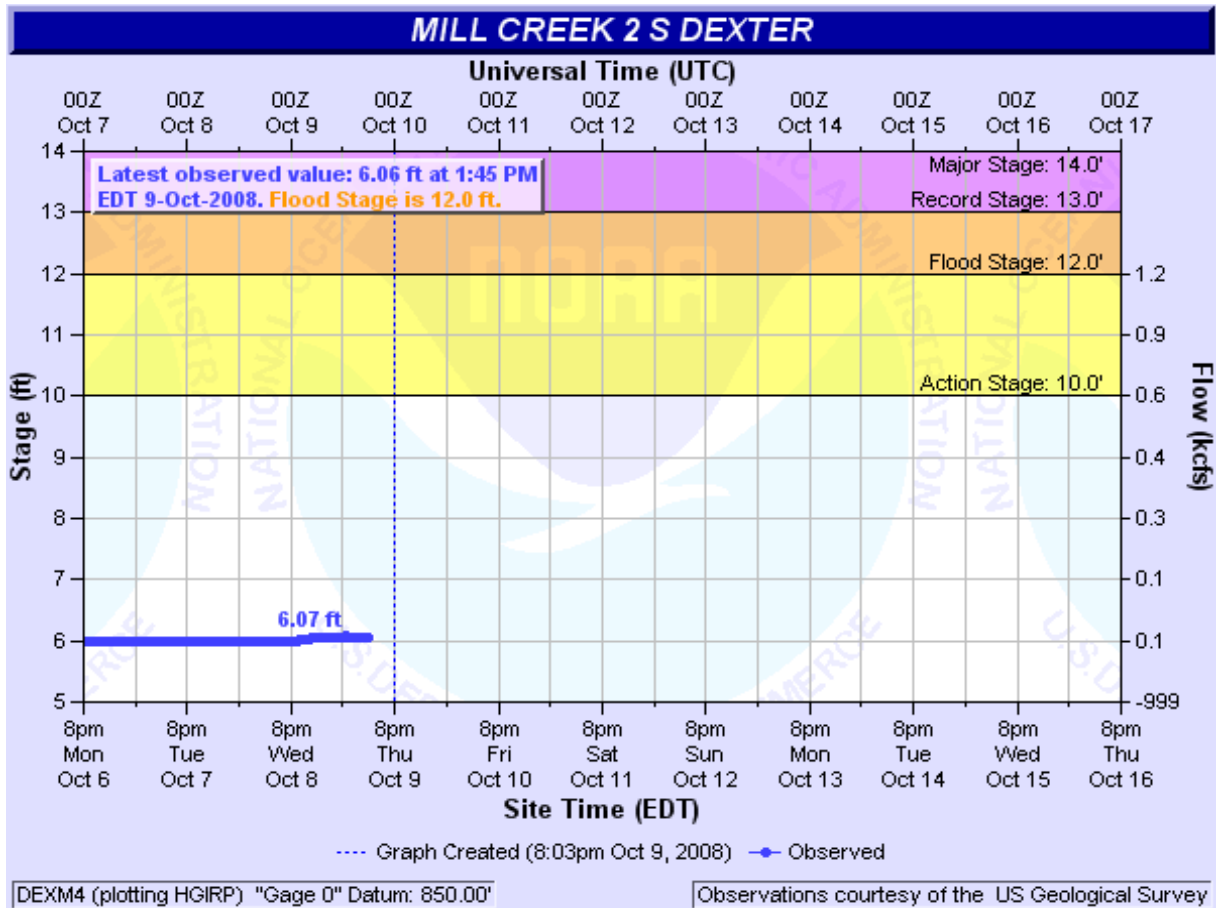 MILL CREEK 2 S DEXTER
Universal Time (UTC)
00Z 00Z 00Z 00Z 00Z 00Z 00Z 00Z 00Z 00Z 00Z
Oct 7 Oct 8 Oct 9 Oct 10 Oct 11 Oct 12 Oct 13 Oct 14 Oct 15 Oct 16 Oct 17
Latest observed value: 6.06 ft at 1:45 PM
EDT 9-Oct-2008. Flood Stage is 12.0 ft.
Major Stage: 14.0'
Record Stage: 13.0'
Flood Stage: 12.0'
Action Stage: 10.0'
Stage (ft)
14
13
12
11
10
9
8
7
6
5
Flow (kcfs)
1.2
0.9
0.6
0.4
0.3
0.1
0.1
-999
NOAA
6.07 ft
8pm 8pm 8pm 8pm 8pm 8pm 8pm 8pm 8pm 8pm 8pm
Mon Tue Wed Thu Fri Sat Sun Mon Tue Wed Thu
Oct 6 Oct 7 Oct 8 Oct 9 Oct 10 Oct 11 Oct 12 Oct 13 Oct 14 Oct 15 Oct 16
Site Time (EDT)
Graph Created (8:03pm Oct 9, 2008) Observed
DEXM4 (plotting HGIRP) "Gage 0" Datum: 850.00'
Observations courtesy of the US Geological Survey